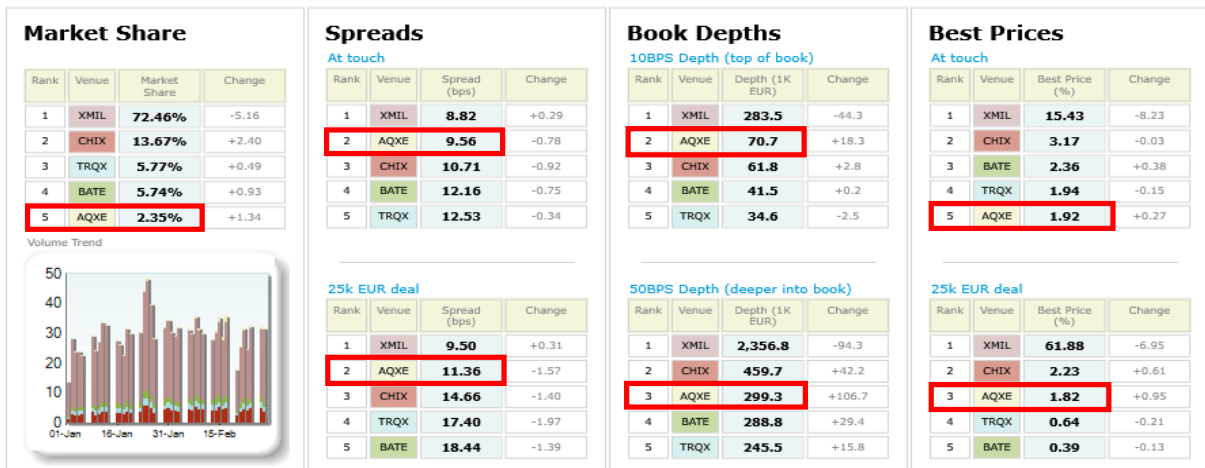 Market Share
Rank Venue Market Share Change
1 XMIL 72.46% -5.16
2 CHIX 13.67% +2.40
3 TRQX 5.77% +0.49
4 BATE 5.74% +0.93
5 AQXE 2.35% +1.34
Volume Trend
50
40
30
20
10
0
01-Jan 16-Jan 31-Jan 15-Feb
Spreads
At touch
Rank Venue Spread (bps) Change
1 XMIL 8.82 +0.29
2 AQXE 9.56 -0.78
3 CHIX 10.71 -0.92
4 BATE 12.16 -0.75
5 TRQX 12.53 -0.34
25k EUR deal
Rank Venue Spread (bps) Change
1 XMIL 9.50 +0.31
2 AQXE 11.36 -1.57
3 CHIX 14.66 -1.40
4 TRQX 17.40 -1.97
5 BATE 18.44 -1.39
Book Depths
10BPS Depth (top of book)
Rank Venue Depth (1K EUR) Change
1 XMIL 283.5 -44.3
2 AQXE 70.7 +18.3
3 CHIX 61.8 +2.8
4 BATE 41.5 +0.2
5 TRQX 34.6 -2.5
50BPS Depth (deeper into book)
Rank Venue Depth (1K EUR) Change
1 XMIL 2,356.8 -94.3
2 CHIX 459.7 +42.2
3 AQXE 299.3 +106.7
4 BATE 288.8 +29.4
5 TRQX 245.5 +15.8
Best Prices
At touch
Rank Venue Best Price (%) Change
1 XMIL 15.43 -8.23
2 CHIX 3.17 -0.03
3 BATE 2.36 +0.38
4 TRQX 1.94 -0.15
5 AQXE 1.92 +0.27
25k EUR deal
Rank Venue Best Price (%) Change
1 XMIL 61.88 -6.95
2 CHIX 2.23 +0.61
3 AQXE 1.82 +0.95
4 TRQX 0.64 -0.21
5 BATE 0.39 -0.13